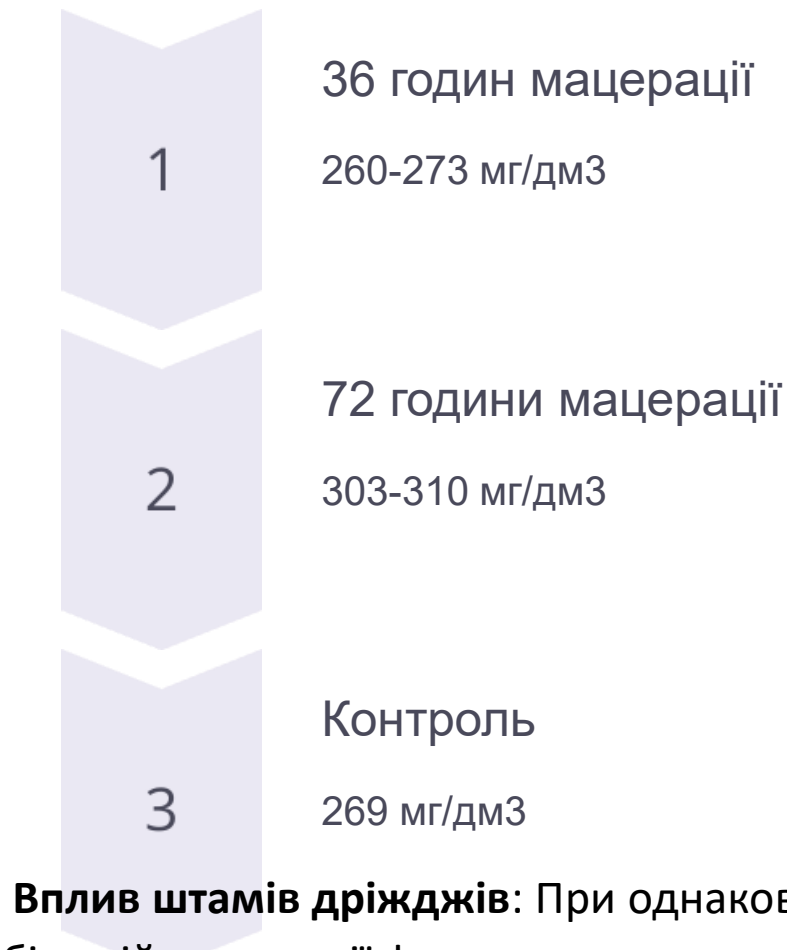 1
36 годин мацерації
260-273 мг/дм3
2
72 години мацерації
303-310 мг/дм3
3
Контроль
269 мг/дм3
Вплив штамів дріжджів: При однаков